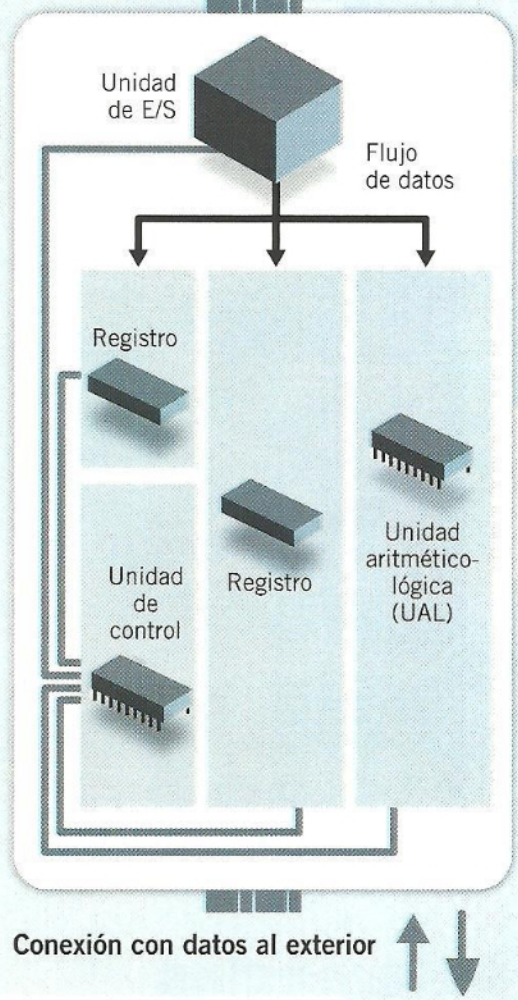 Unidad
de E/S
Flujo
de datos
Registro
Unidad
de
control
Registro
Unidad
aritmético-
lógica
(UAL)
Conexión con datos al exterior